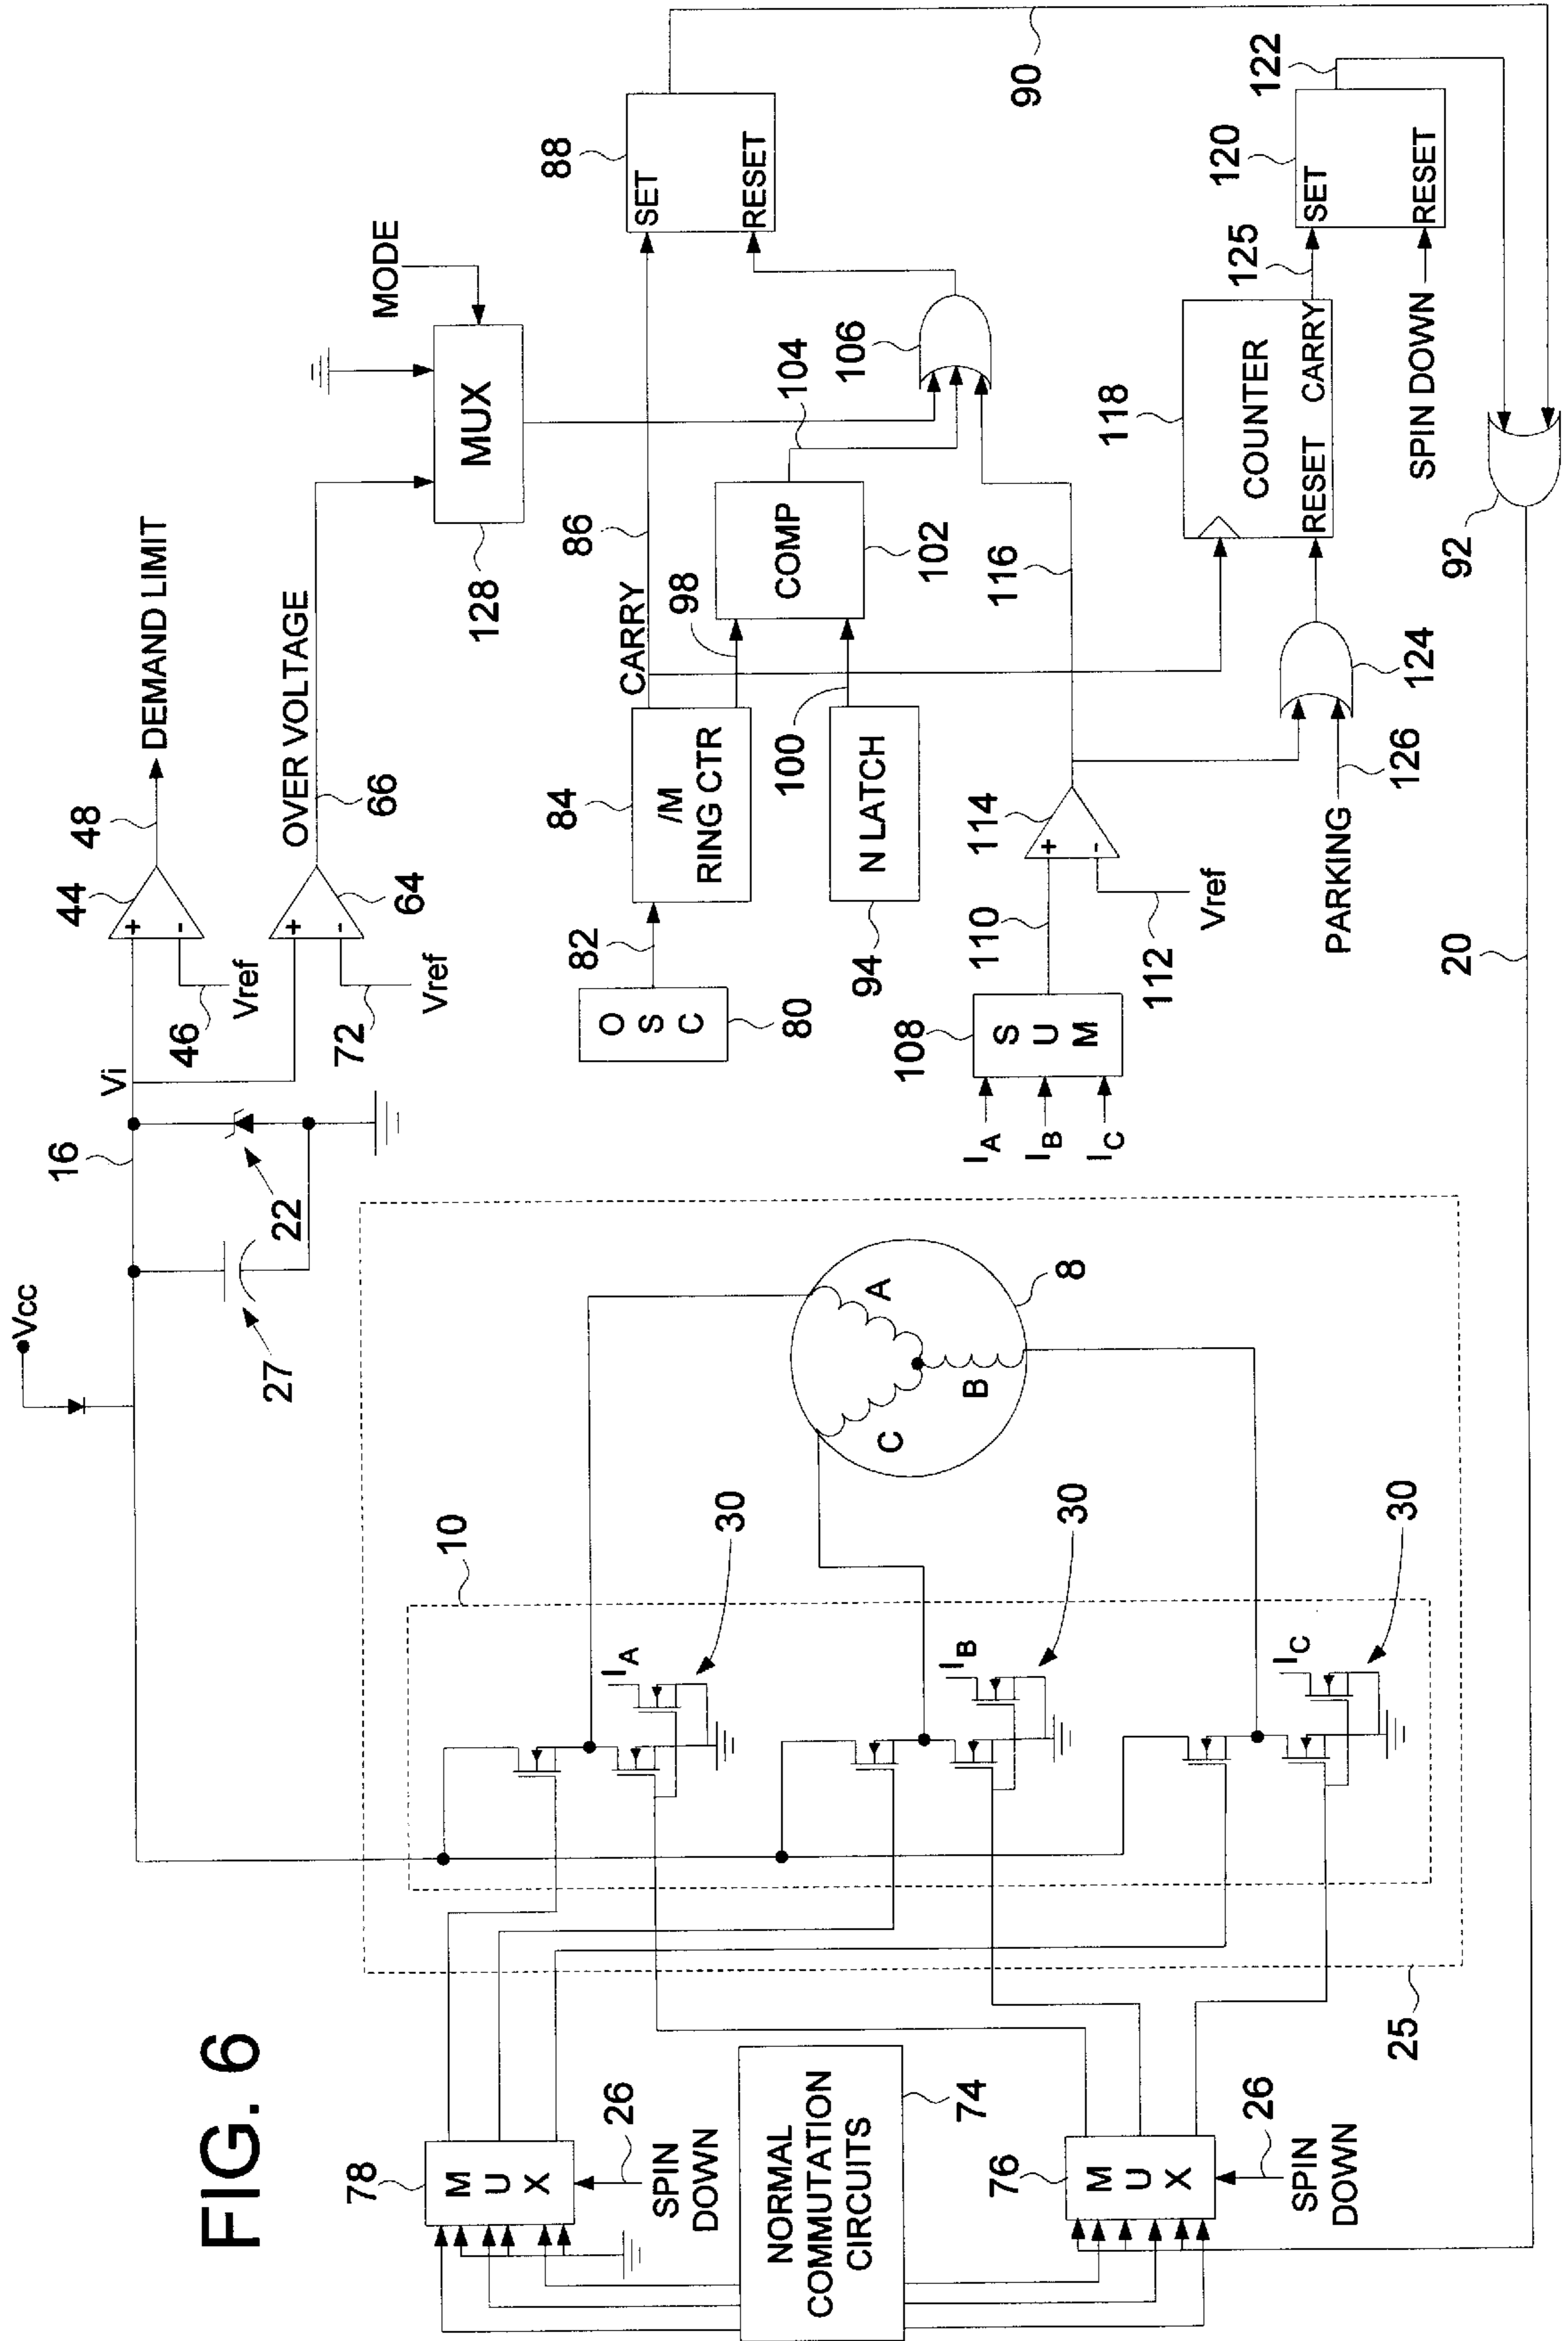 FIG. 6
Vcc
16
Vi
27
22
44
+
-
48
DEMAND LIMIT
46
Vref
OVER VOLTAGE
66
+
-
64
72
Vref
MODE
MUX
128
88
SET
RESET
90
86
CARRY
84
/M
RING CTR
82
O
S
C
80
98
100
N LATCH
94
COMP
102
104
106
108
S
U
M
IA
IB
IC
110
+
-
114
112
Vref
116
118
COUNTER
RESET
CARRY
124
126
PARKING
125
120
SET
RESET
122
SPIN DOWN
92
20
10
IA
30
IB
30
IC
30
A
B
C
8
25
78
M
U
X
26
SPIN
DOWN
NORMAL
COMMUTATION
CIRCUITS
74
76
M
U
X
26
SPIN
DOWN